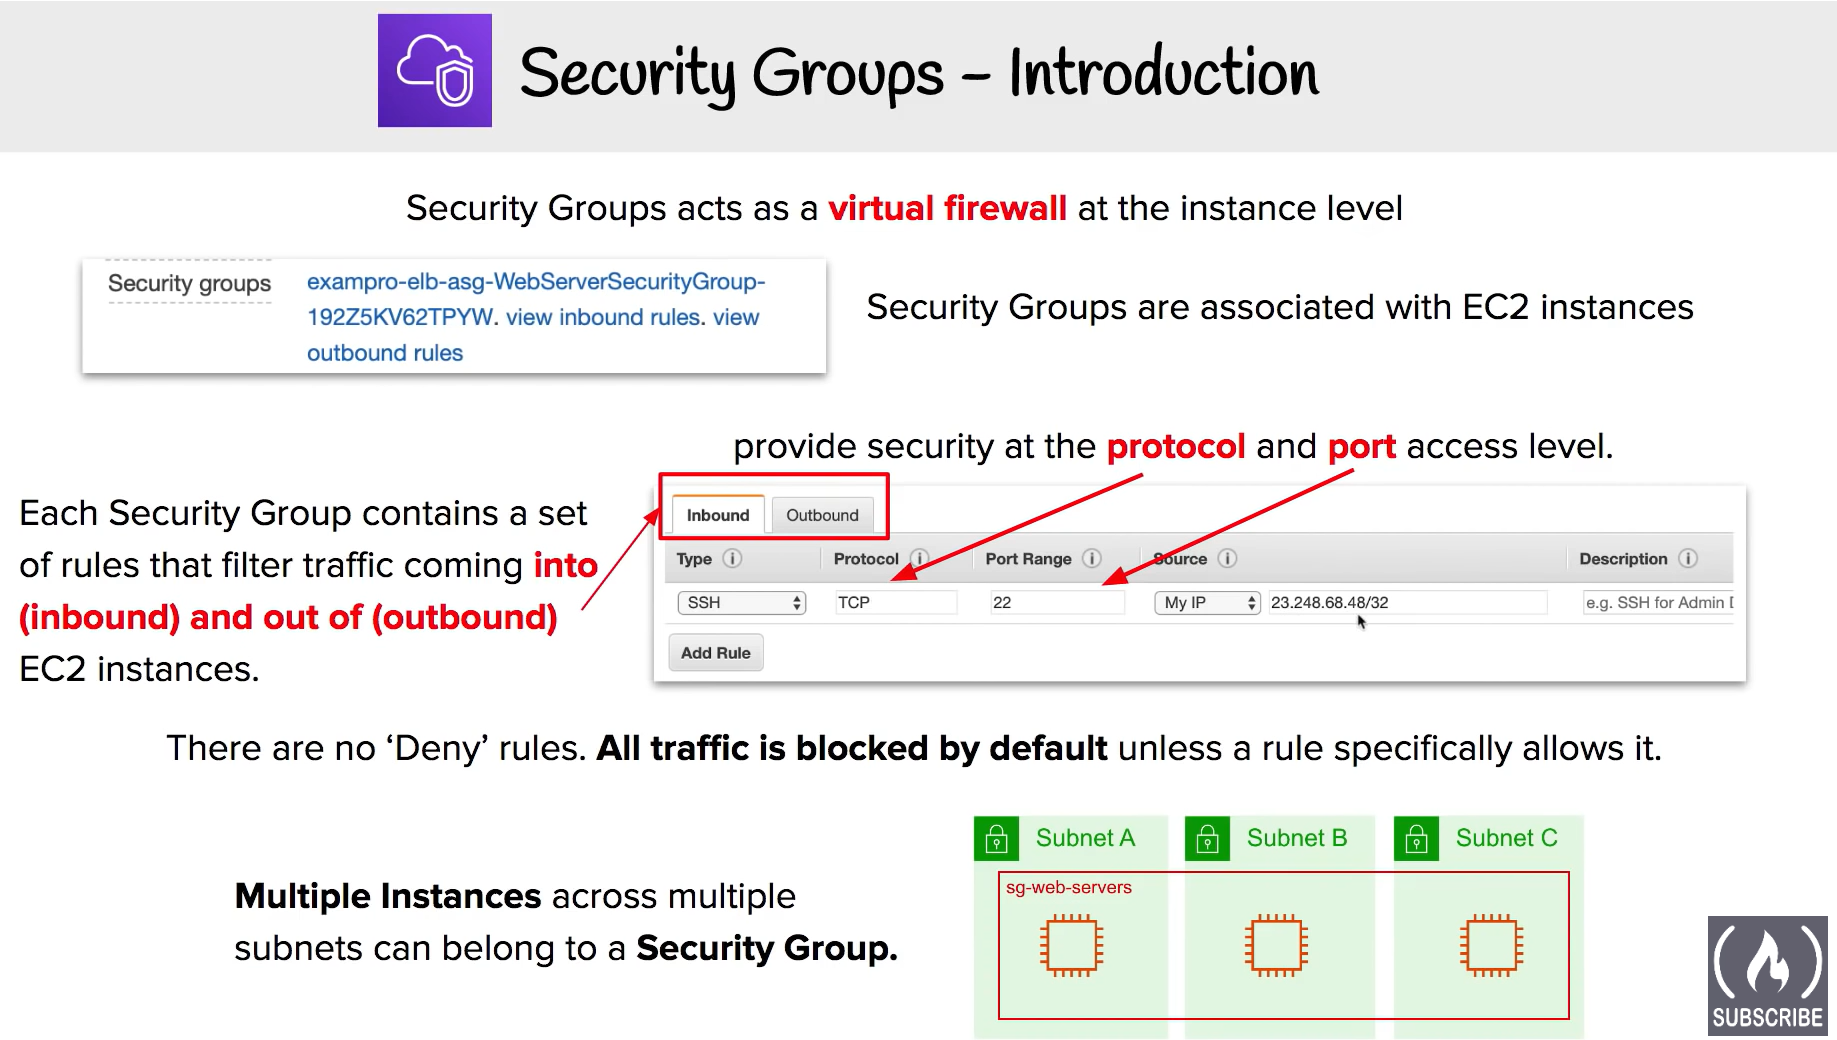 Security Groups – Introduction
Security Groups acts as a virtual firewall at the instance level
Security groups
exampro-elb-asg-WebServerSecurityGroup-
192Z5KV62TPYW. view inbound rules. view
outbound rules
Security Groups are associated with EC2 instances
provide security at the protocol and port access level.
Each Security Group contains a set
of rules that filter traffic coming into
(inbound) and out of (outbound)
EC2 instances.
Inbound Outbound
Type i Protocol i Port Range i Source i Description i
SSH TCP 22 My IP 23.248.68.48/32 e.g. SSH for Admin D
Add Rule
There are no ‘Deny’ rules. All traffic is blocked by default unless a rule specifically allows it.
Multiple Instances across multiple
subnets can belong to a Security Group.
Subnet A Subnet B Subnet C
sg-web-servers
SUBSCRIBE